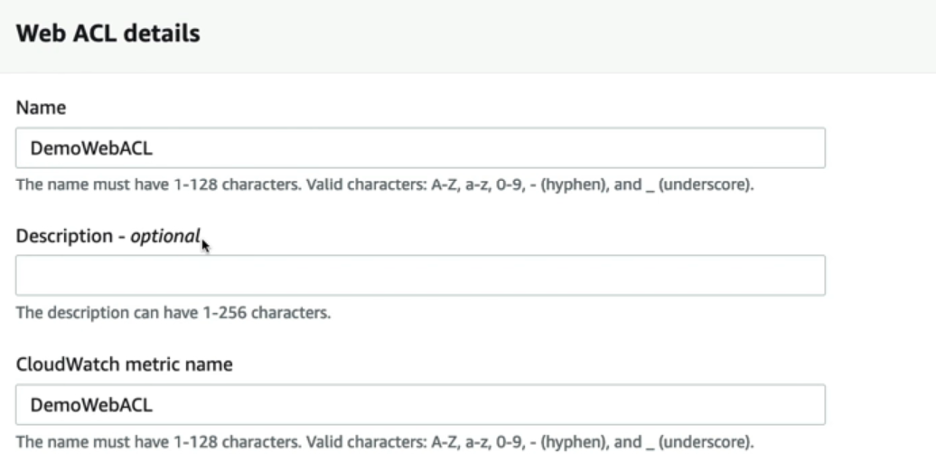 Web ACL details
Name
DemoWebACL
The name must have 1-128 characters. Valid characters: A-Z, a-z, 0-9, - (hyphen), and _ (underscore).
Description - optional
The description can have 1-256 characters.
CloudWatch metric name
DemoWebACL
The name must have 1-128 characters. Valid characters: A-Z, a-z, 0-9, - (hyphen), and _ (underscore).